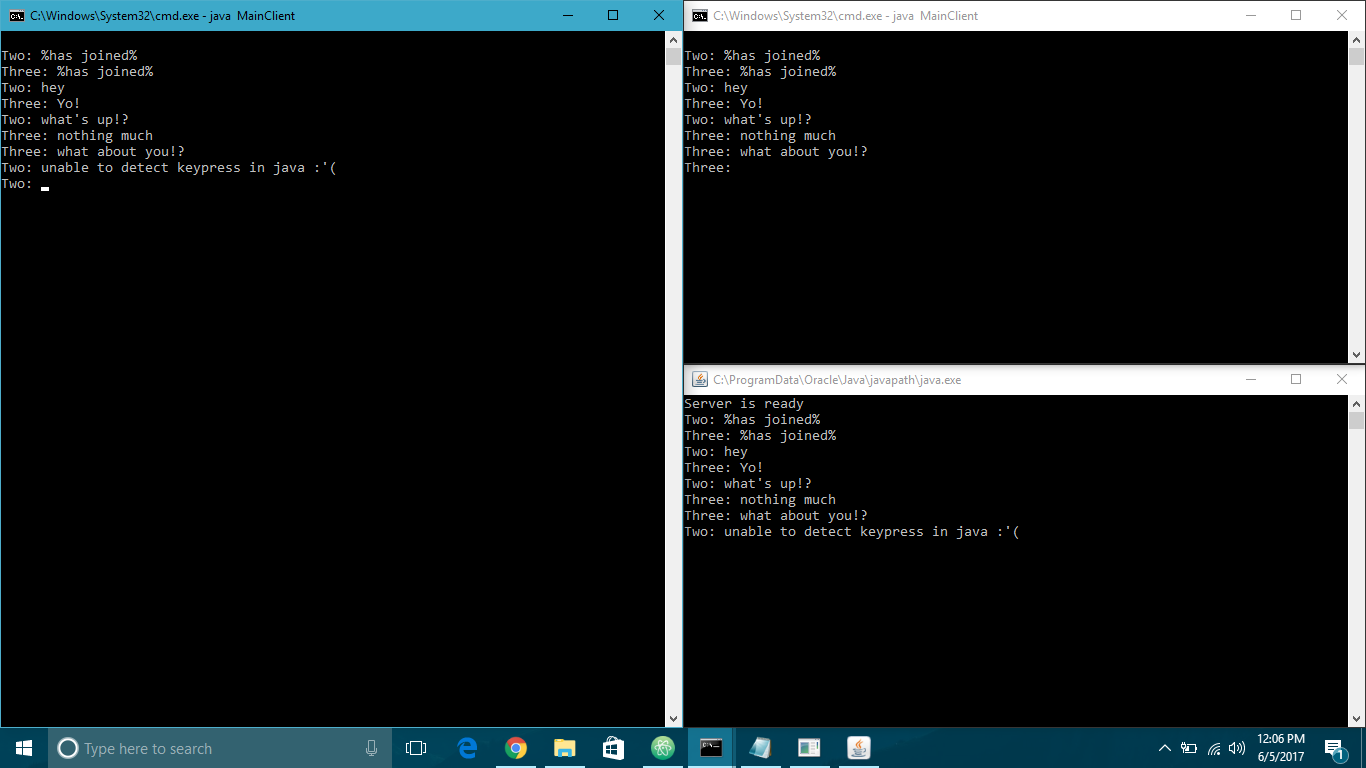 C:\Windows\System32\cmd.exe - java  MainClient
Two: %has joined%
Three: %has joined%
Two: hey
Three: Yo!
Two: what's up!?
Three: nothing much
Three: what about you!?
Two: unable to detect keypress in java :'(
Two:
C:\Windows\System32\cmd.exe - java  MainClient
Two: %has joined%
Three: %has joined%
Two: hey
Three: Yo!
Two: what's up!?
Three: nothing much
Three: what about you!?
Three:
C:\ProgramData\Oracle\Java\javapath\java.exe
Server is ready
Two: %has joined%
Three: %has joined%
Two: hey
Three: Yo!
Two: what's up!?
Three: nothing much
Three: what about you!?
Two: unable to detect keypress in java :'(
Type here to search
12:06 PM
6/5/2017
1